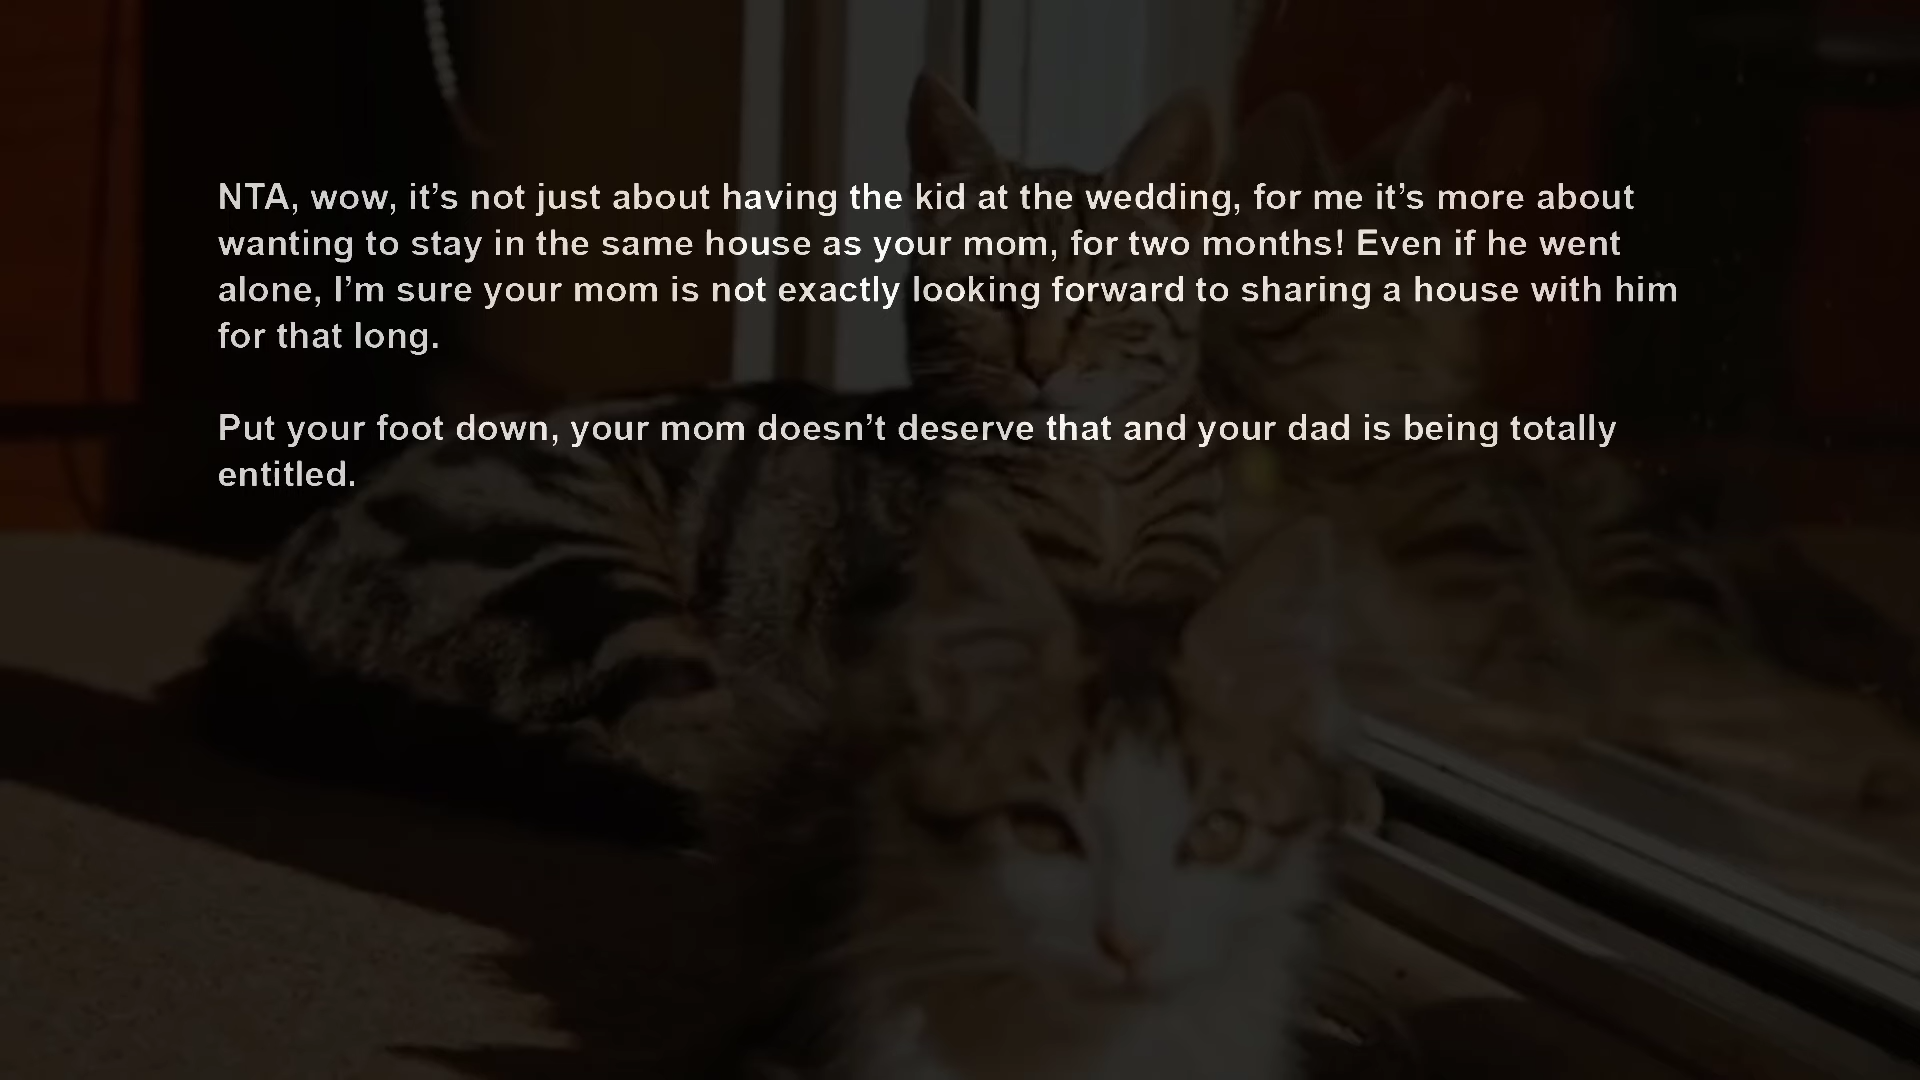 NTA, wow, it’s not just about having the kid at the wedding, for me it’s more about
wanting to stay in the same house as your mom, for two months! Even if he went
alone, I’m sure your mom is not exactly looking forward to sharing a house with him
for that long.
Put your foot down, your mom doesn’t deserve that and your dad is being totally
entitled.